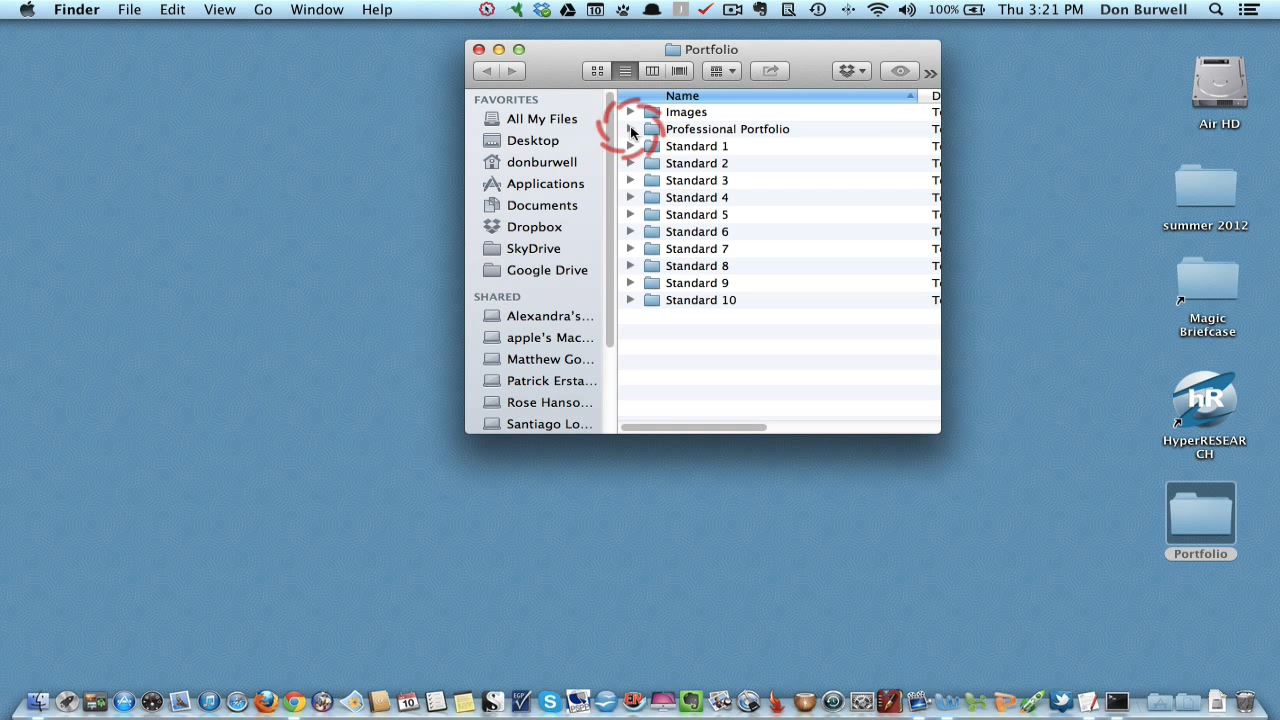 Finder File Edit View Go Window Help 10 100% Thu 3:21 PM Don Burwell
Portfolio
FAVORITES
All My Files
Desktop
donburwell
Applications
Documents
Dropbox
SkyDrive
Google Drive
SHARED
Alexandra's...
apple's Mac...
Matthew Go...
Patrick Ersta...
Rose Hanso...
Santiago Lo...
Name D
Images
Professional Portfolio
Standard 1
Standard 2
Standard 3
Standard 4
Standard 5
Standard 6
Standard 7
Standard 8
Standard 9
Standard 10
Air HD
summer 2012
Magic
Briefcase
hR
HyperRESEAR
CH
Portfolio
10 EGP